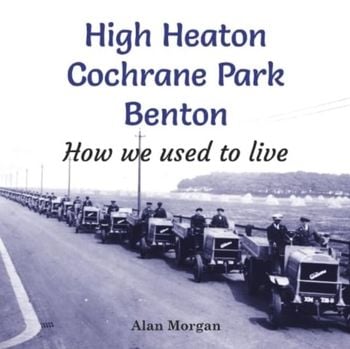 High Heaton
Cochrane Park
Benton
How we used to live
Alan Morgan